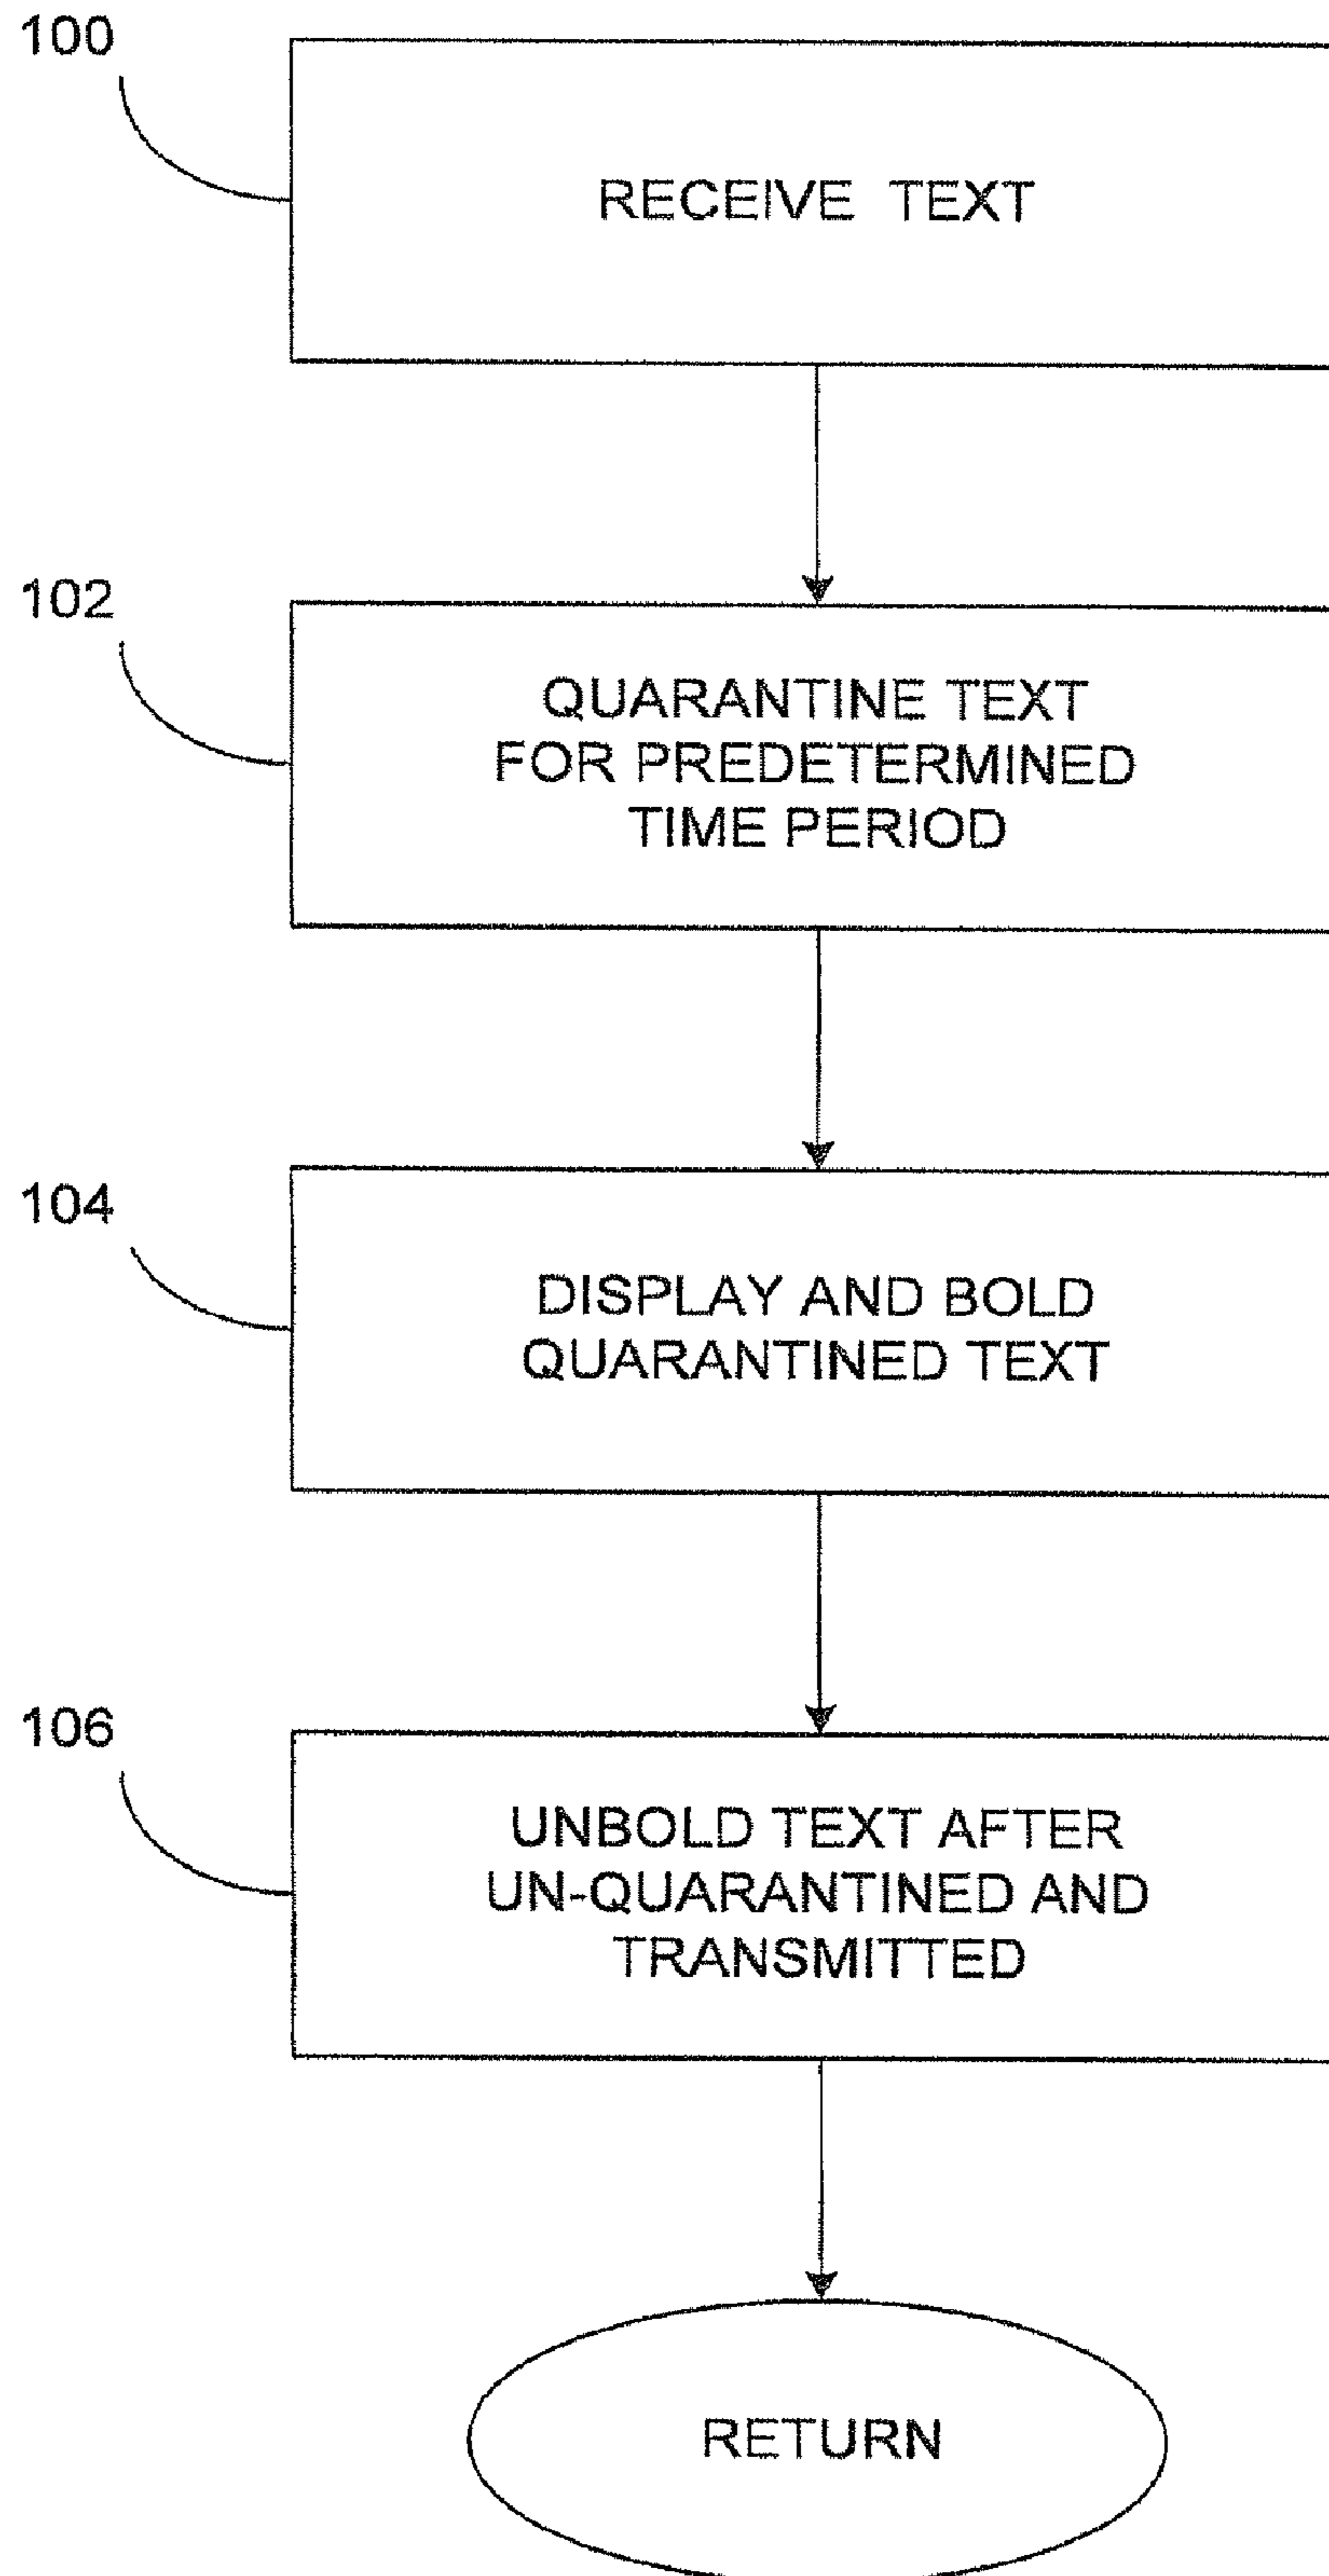 100
RECEIVE TEXT
102
QUARANTINE TEXT
FOR PREDETERMINED
TIME PERIOD
104
DISPLAY AND BOLD
QUARANTINED TEXT
106
UNBOLD TEXT AFTER
UN-QUARANTINED AND
TRANSMITTED
RETURN